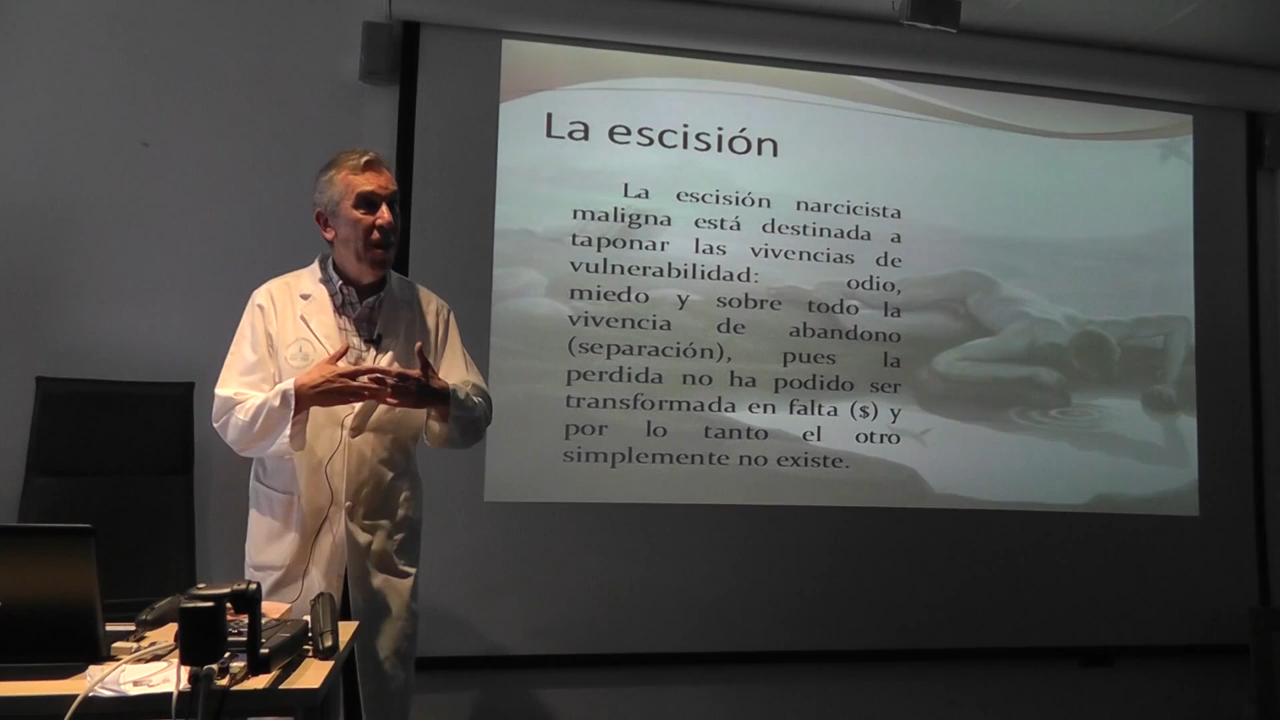 La escisión
La escisión narcicista
maligna está destinada a
taponar las vivencias de
vulnerabilidad: odio,
miedo y sobre todo la
vivencia de abandono
(separación), pues la
perdida no ha podido ser
transformada en falta ($) y
por lo tanto el otro
simplemente no existe.